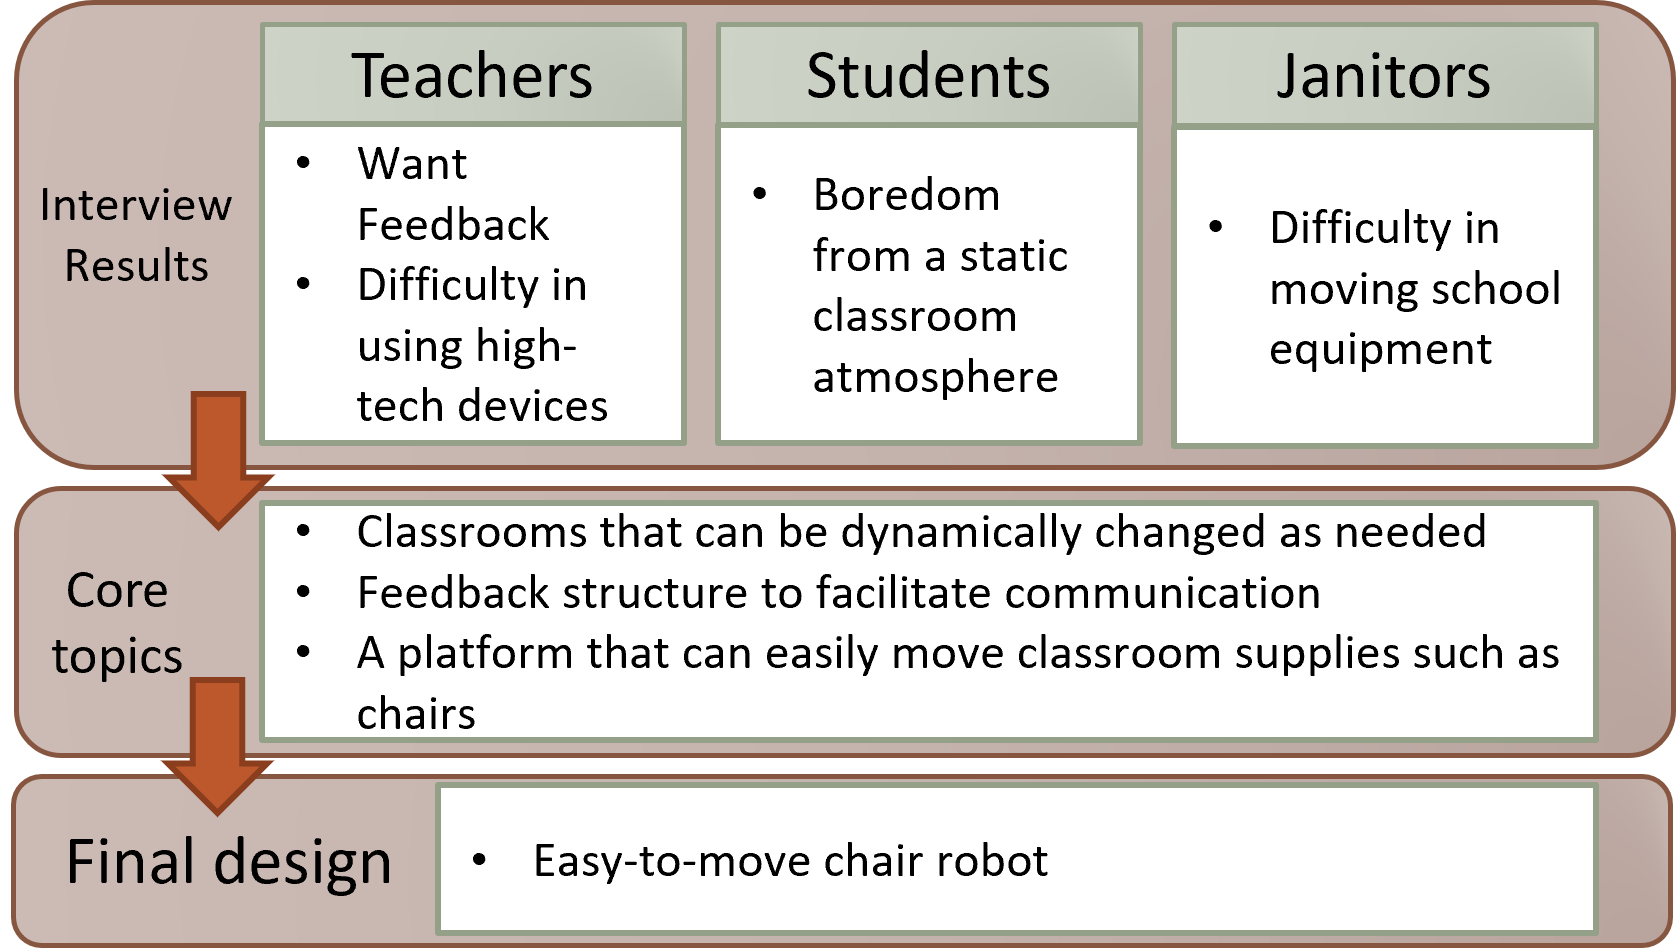 Interview
Results
Teachers
• Want
Feedback
• Difficulty in
using high-
tech devices
Students
• Boredom
from a static
classroom
atmosphere
Janitors
• Difficulty in
moving school
equipment
Core
topics
• Classrooms that can be dynamically changed as needed
• Feedback structure to facilitate communication
• A platform that can easily move classroom supplies such as
chairs
Final design
• Easy-to-move chair robot